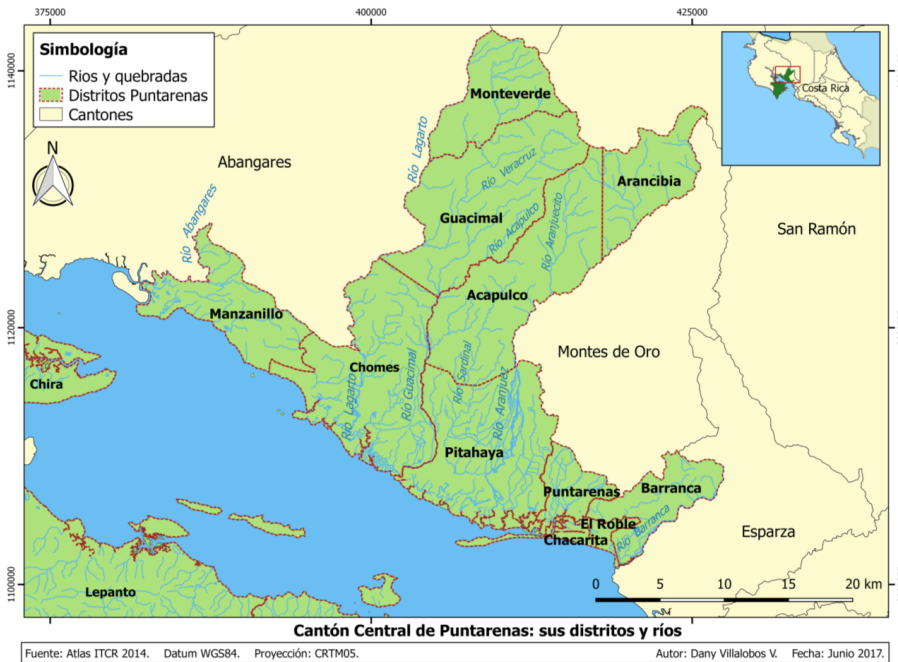 375000
400000
425000
Simbología
Rios y quebradas
Distritos Puntarenas
Cantones
1140000
1120000
1100000
N
Costa Rica
Monteverde
Río Lagarto
Abangares
Río Veracruz
Arancibia
Río Abangares
Guacimal
Río Acapulco
Río Aranjuecito
San Ramón
Acapulco
Manzanillo
Montes de Oro
Chomes
Chira
Río Lagarto
Río Guacimal
Río Sardinal
Río Aranjuez
Pitahaya
Puntarenas
Barranca
El Roble
Río Barranca
Chacarita
Esparza
Lepanto
0 5 10 15 20 km
Cantón Central de Puntarenas: sus distritos y ríos
Fuente: Atlas ITCR 2014. Datum WGS84. Proyección: CRTM05. Autor: Dany Villalobos V. Fecha: Junio 2017.